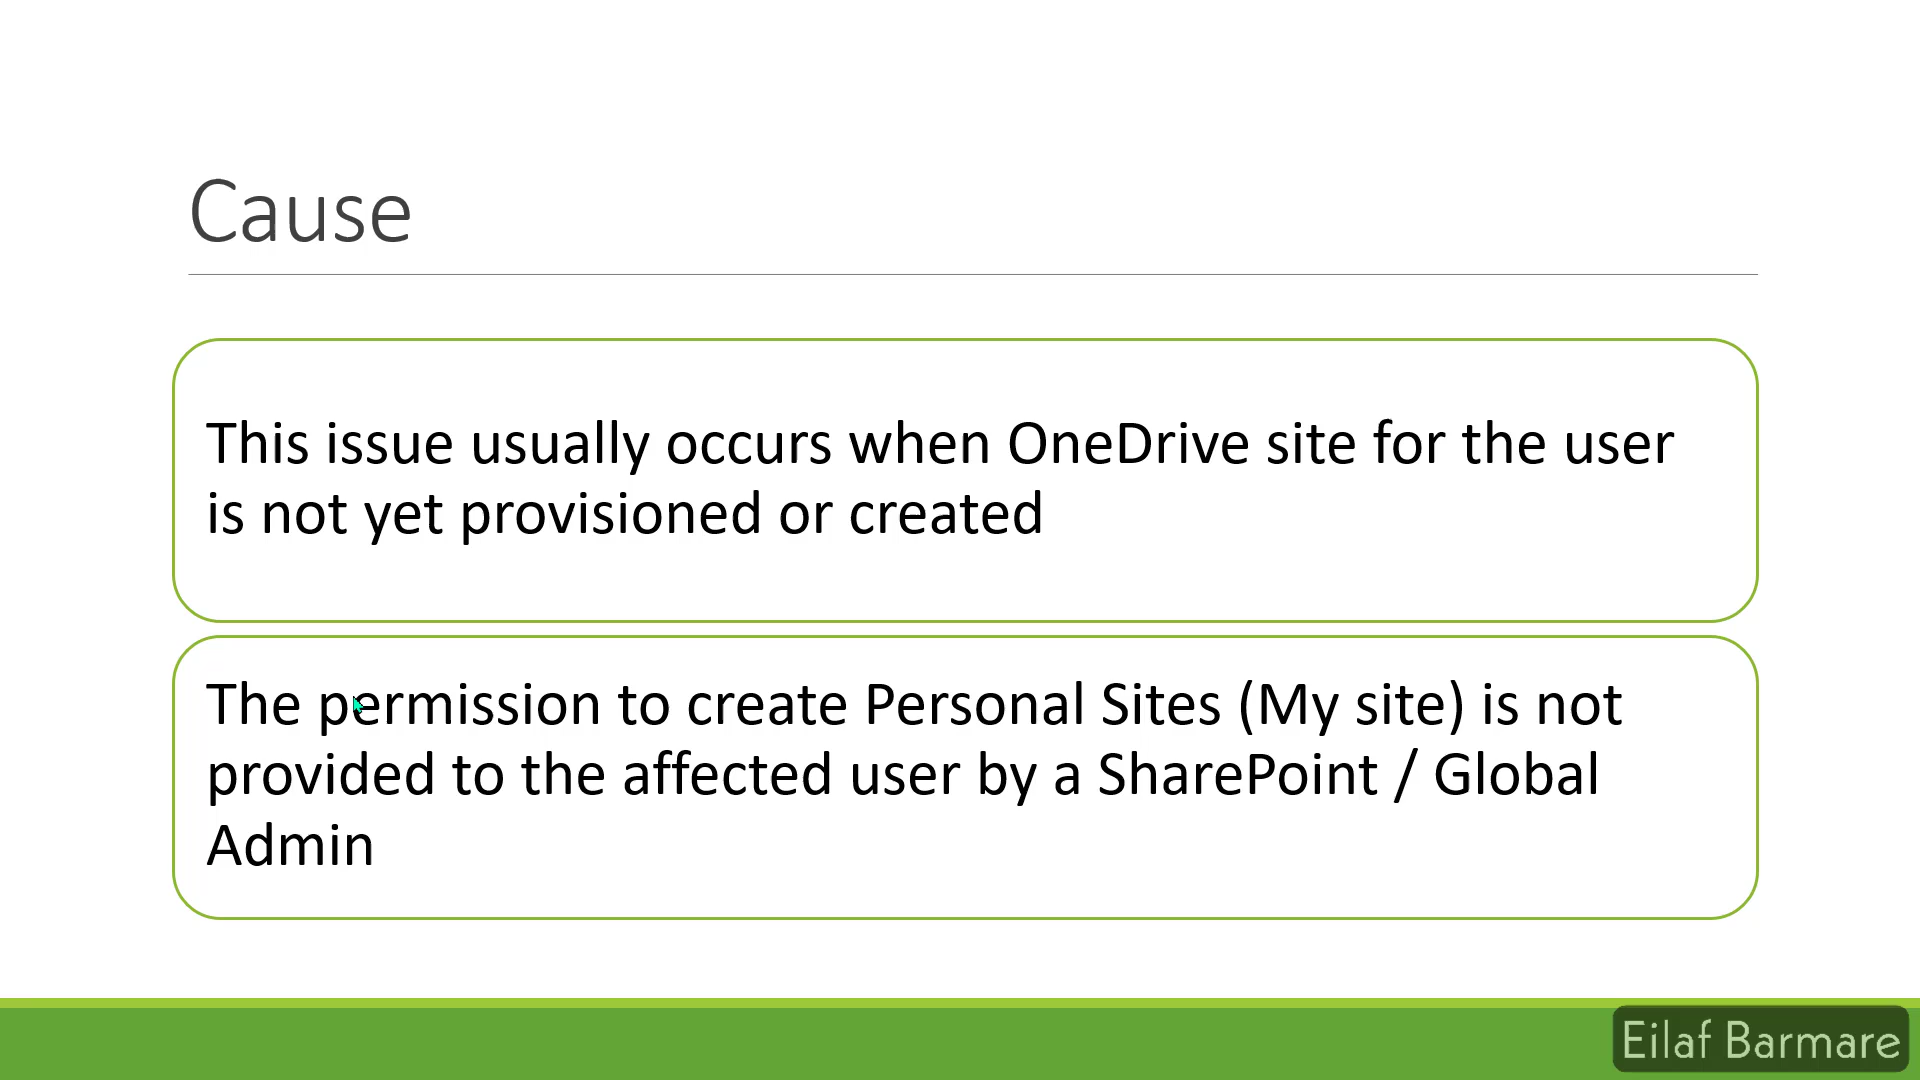 Cause
This issue usually occurs when OneDrive site for the user
is not yet provisioned or created
The permission to create Personal Sites (My site) is not
provided to the affected user by a SharePoint / Global
Admin
Eilaf Barmare